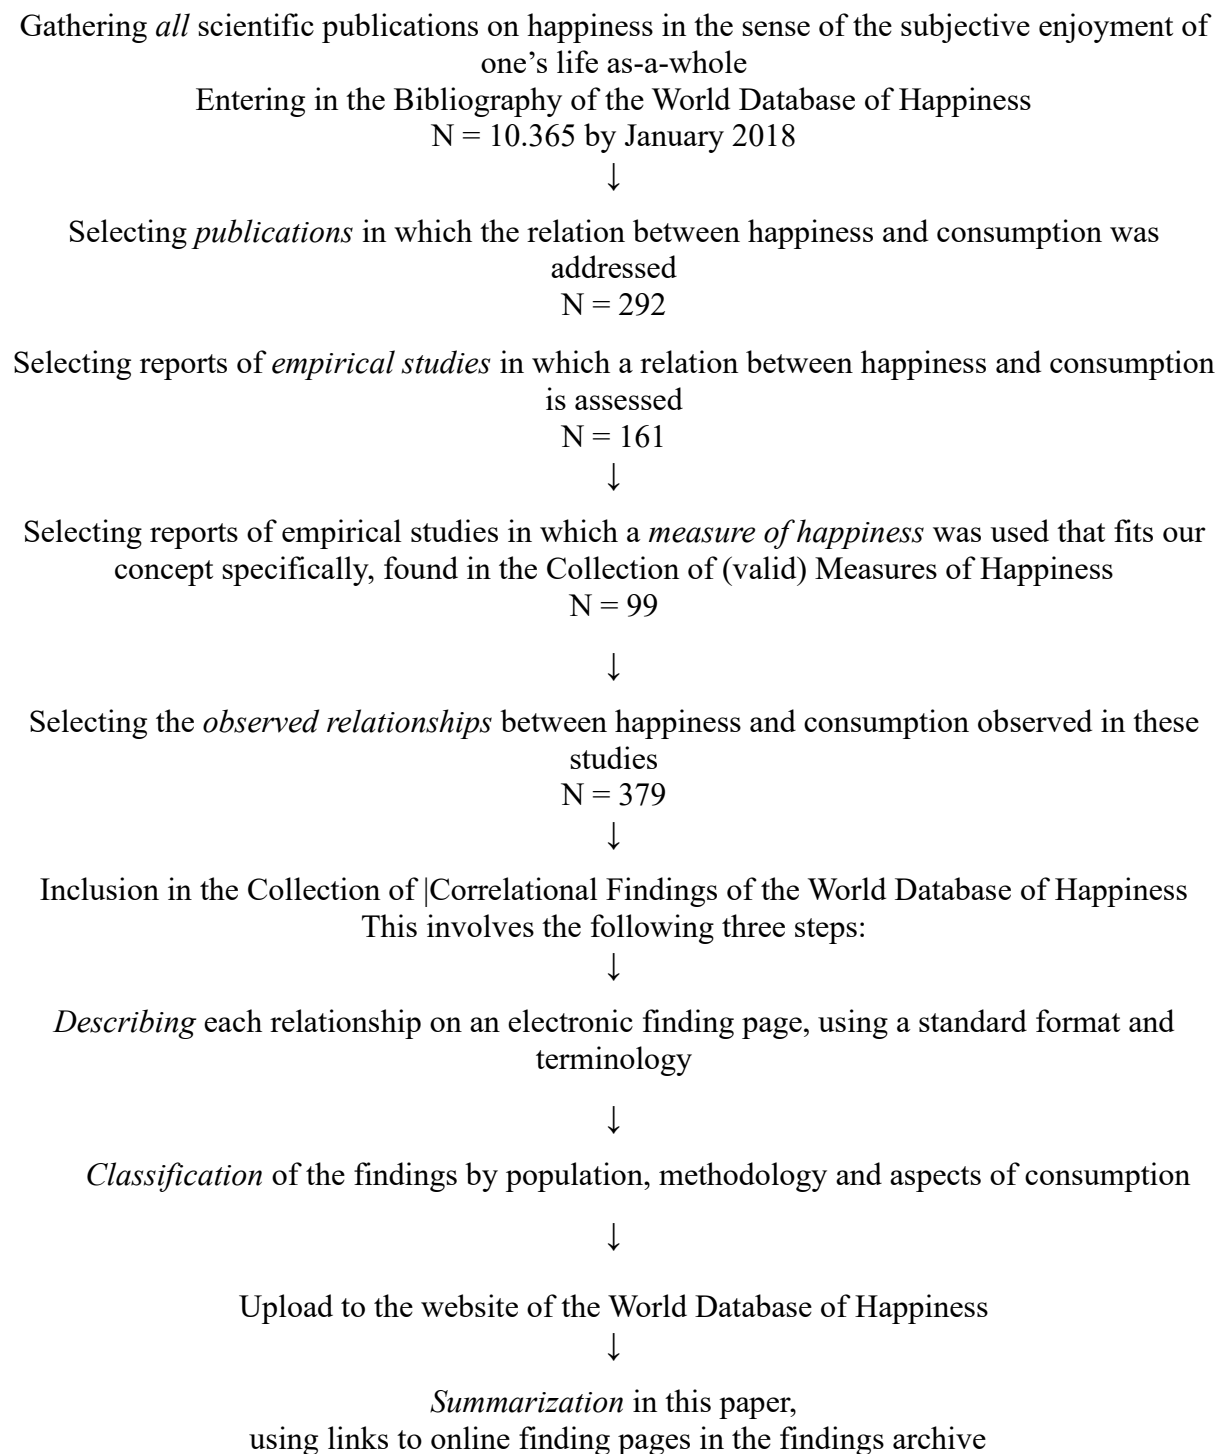 Gathering all scientific publications on happiness in the sense of the subjective enjoyment of
one’s life as-a-whole
Entering in the Bibliography of the World Database of Happiness
N = 10.365 by January 2018
↓
Selecting publications in which the relation between happiness and consumption was
addressed
N = 292
Selecting reports of empirical studies in which a relation between happiness and consumption
is assessed
N = 161
↓
Selecting reports of empirical studies in which a measure of happiness was used that fits our
concept specifically, found in the Collection of (valid) Measures of Happiness
N = 99
↓
Selecting the observed relationships between happiness and consumption observed in these
studies
N = 379
↓
Inclusion in the Collection of |Correlational Findings of the World Database of Happiness
This involves the following three steps:
↓
Describing each relationship on an electronic finding page, using a standard format and
terminology
↓
Classification of the findings by population, methodology and aspects of consumption
↓
Upload to the website of the World Database of Happiness
↓
Summarization in this paper,
using links to online finding pages in the findings archive